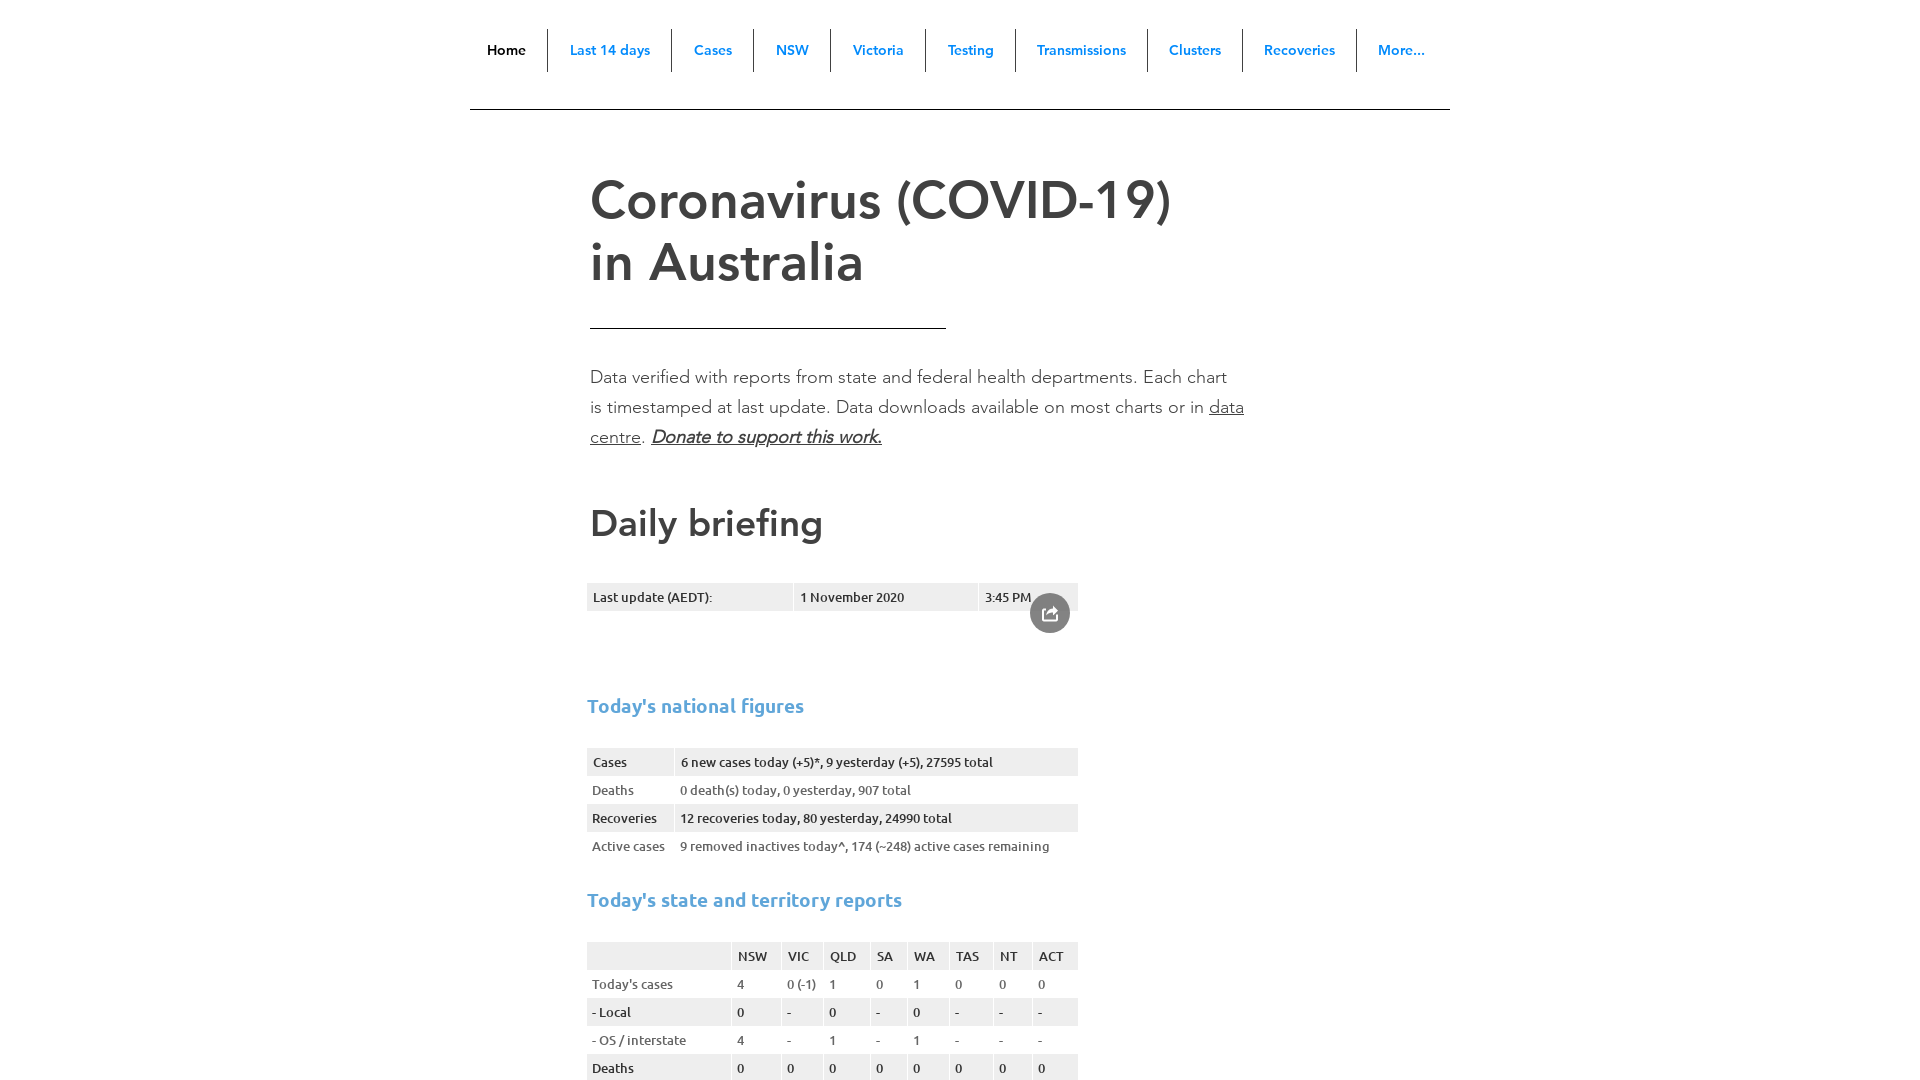 Home Last 14 days Cases NSW Victoria Testing Transmissions Clusters Recoveries More...
Coronavirus (COVID-19)
in Australia
Data verified with reports from state and federal health departments. Each chart
is timestamped at last update. Data downloads available on most charts or in data
centre. Donate to support this work.
Daily briefing
Last update (AEDT): 1 November 2020 3:45 PM
Today's national figures
Cases 6 new cases today (+5)*, 9 yesterday (+5), 27595 total
Deaths 0 death(s) today, 0 yesterday, 907 total
Recoveries 12 recoveries today, 80 yesterday, 24990 total
Active cases 9 removed inactives today^, 174 (~248) active cases remaining
Today's state and territory reports
NSW VIC QLD SA WA TAS NT ACT
Today's cases 4 0 (-1) 1 0 1 0 0 0
- Local 0 - 0 - 0 - - -
- OS / interstate 4 - 1 - 1 - - -
Deaths 0 0 0 0 0 0 0 0